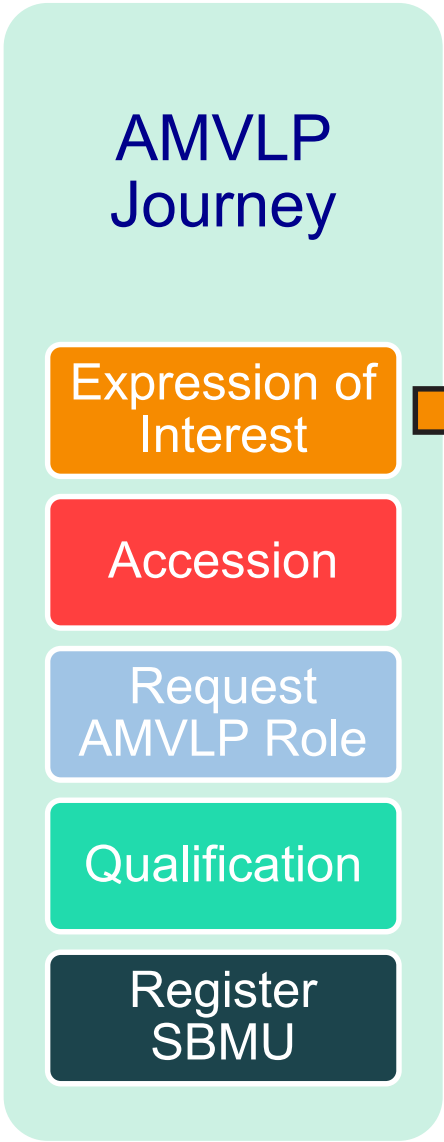 AMVLP
Journey
Expression of
Interest
Accession
Request
AMVLP Role
Qualification
Register
SBMU